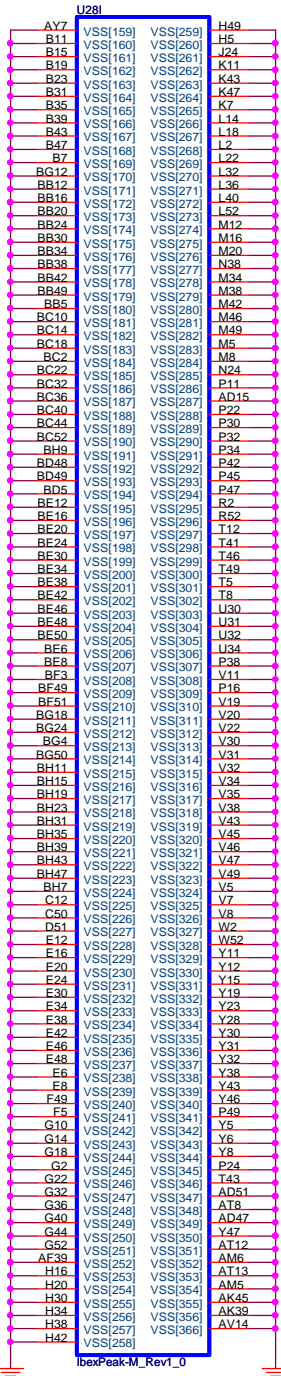 U28I
AY7 VSS[159] VSS[259] H49
B11 VSS[160] VSS[260] H5
B15 VSS[161] VSS[261] J24
B19 VSS[162] VSS[262] K11
B23 VSS[163] VSS[263] K43
B31 VSS[164] VSS[264] K47
B35 VSS[165] VSS[265] K7
B39 VSS[166] VSS[266] L14
B43 VSS[167] VSS[267] L18
B47 VSS[168] VSS[268] L2
B7 VSS[169] VSS[269] L22
BG12 VSS[170] VSS[270] L32
BB12 VSS[171] VSS[271] L36
BB16 VSS[172] VSS[272] L40
BB20 VSS[173] VSS[273] L52
BB24 VSS[174] VSS[274] M12
BB30 VSS[175] VSS[275] M16
BB34 VSS[176] VSS[276] M20
BB38 VSS[177] VSS[277] N38
BB42 VSS[178] VSS[278] M34
BB49 VSS[179] VSS[279] M38
BB5 VSS[180] VSS[280] M42
BC10 VSS[181] VSS[281] M46
BC14 VSS[182] VSS[282] M49
BC18 VSS[183] VSS[283] M5
BC2 VSS[184] VSS[284] M8
BC22 VSS[185] VSS[285] N24
BC32 VSS[186] VSS[286] P11
BC36 VSS[187] VSS[287] AD15
BC40 VSS[188] VSS[288] P22
BC44 VSS[189] VSS[289] P30
BC52 VSS[190] VSS[290] P32
BH9 VSS[191] VSS[291] P34
BD48 VSS[192] VSS[292] P42
BD49 VSS[193] VSS[293] P45
BD5 VSS[194] VSS[294] P47
BE12 VSS[195] VSS[295] R2
BE16 VSS[196] VSS[296] R52
BE20 VSS[197] VSS[297] T12
BE24 VSS[198] VSS[298] T41
BE30 VSS[199] VSS[299] T46
BE34 VSS[200] VSS[300] T49
BE38 VSS[201] VSS[301] T5
BE42 VSS[202] VSS[302] T8
BE46 VSS[203] VSS[303] U30
BE48 VSS[204] VSS[304] U31
BE50 VSS[205] VSS[305] U32
BE6 VSS[206] VSS[306] U34
BE8 VSS[207] VSS[307] P38
BF3 VSS[208] VSS[308] V11
BF49 VSS[209] VSS[309] P16
BF51 VSS[210] VSS[310] V19
BG18 VSS[211] VSS[311] V20
BG24 VSS[212] VSS[312] V22
BG4 VSS[213] VSS[313] V30
BG50 VSS[214] VSS[314] V31
BH11 VSS[215] VSS[315] V32
BH15 VSS[216] VSS[316] V34
BH19 VSS[217] VSS[317] V35
BH23 VSS[218] VSS[318] V38
BH31 VSS[219] VSS[319] V43
BH35 VSS[220] VSS[320] V45
BH39 VSS[221] VSS[321] V46
BH43 VSS[222] VSS[322] V47
BH47 VSS[223] VSS[323] V49
BH7 VSS[224] VSS[324] V5
C12 VSS[225] VSS[325] V7
C50 VSS[226] VSS[326] V8
D51 VSS[227] VSS[327] W2
E12 VSS[228] VSS[328] W52
E16 VSS[229] VSS[329] Y11
E20 VSS[230] VSS[330] Y12
E24 VSS[231] VSS[331] Y15
E30 VSS[232] VSS[332] Y19
E34 VSS[233] VSS[333] Y23
E38 VSS[234] VSS[334] Y28
E42 VSS[235] VSS[335] Y30
E46 VSS[236] VSS[336] Y31
E48 VSS[237] VSS[337] Y32
E6 VSS[238] VSS[338] Y38
E8 VSS[239] VSS[339] Y43
F49 VSS[240] VSS[340] Y46
F5 VSS[241] VSS[341] P49
G10 VSS[242] VSS[342] Y5
G14 VSS[243] VSS[343] Y6
G18 VSS[244] VSS[344] Y8
G2 VSS[245] VSS[345] P24
G22 VSS[246] VSS[346] T43
G32 VSS[247] VSS[347] AD51
G36 VSS[248] VSS[348] AT8
G40 VSS[249] VSS[349] AD47
G44 VSS[250] VSS[350] Y47
G52 VSS[251] VSS[351] AT12
AF39 VSS[252] VSS[352] AM6
H16 VSS[253] VSS[353] AT13
H20 VSS[254] VSS[354] AM5
H30 VSS[255] VSS[355] AK45
H34 VSS[256] VSS[356] AK39
H38 VSS[257] VSS[366] AV14
H42 VSS[258]
IbexPeak-M_Rev1_0